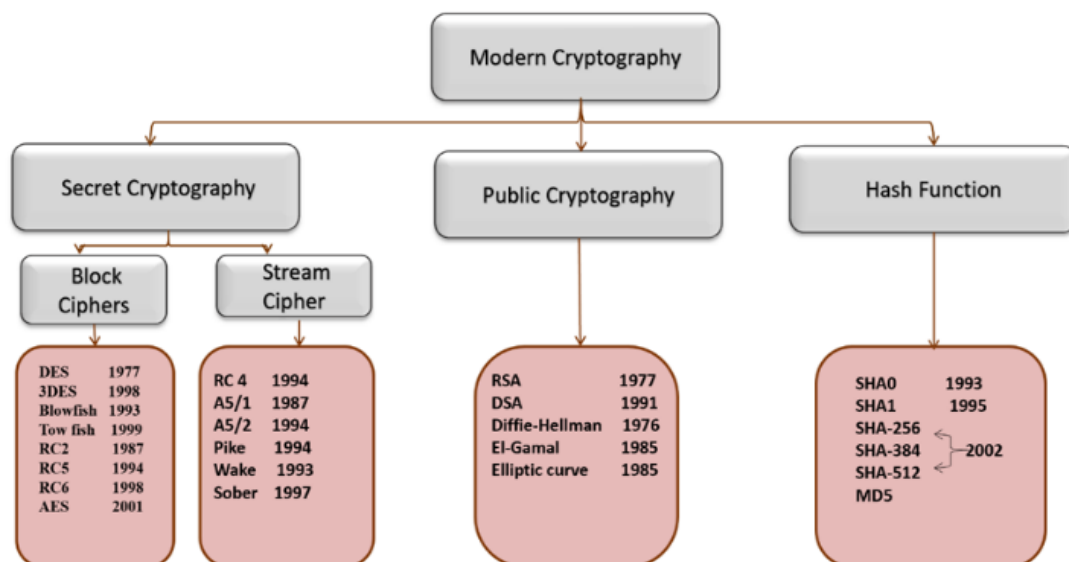 Modern Cryptography
Secret Cryptography
Public Cryptography
Hash Function
Block
Ciphers
Stream
Cipher
DES 1977
3DES 1998
Blowfish 1993
Tow fish 1999
RC2 1987
RC5 1994
RC6 1998
AES 2001
RC 4 1994
A5/1 1987
A5/2 1994
Pike 1994
Wake 1993
Sober 1997
RSA 1977
DSA 1991
Diffie-Hellman 1976
El-Gamal 1985
Elliptic curve 1985
SHA0 1993
SHA1 1995
SHA-256
SHA-384 2002
SHA-512
MD5